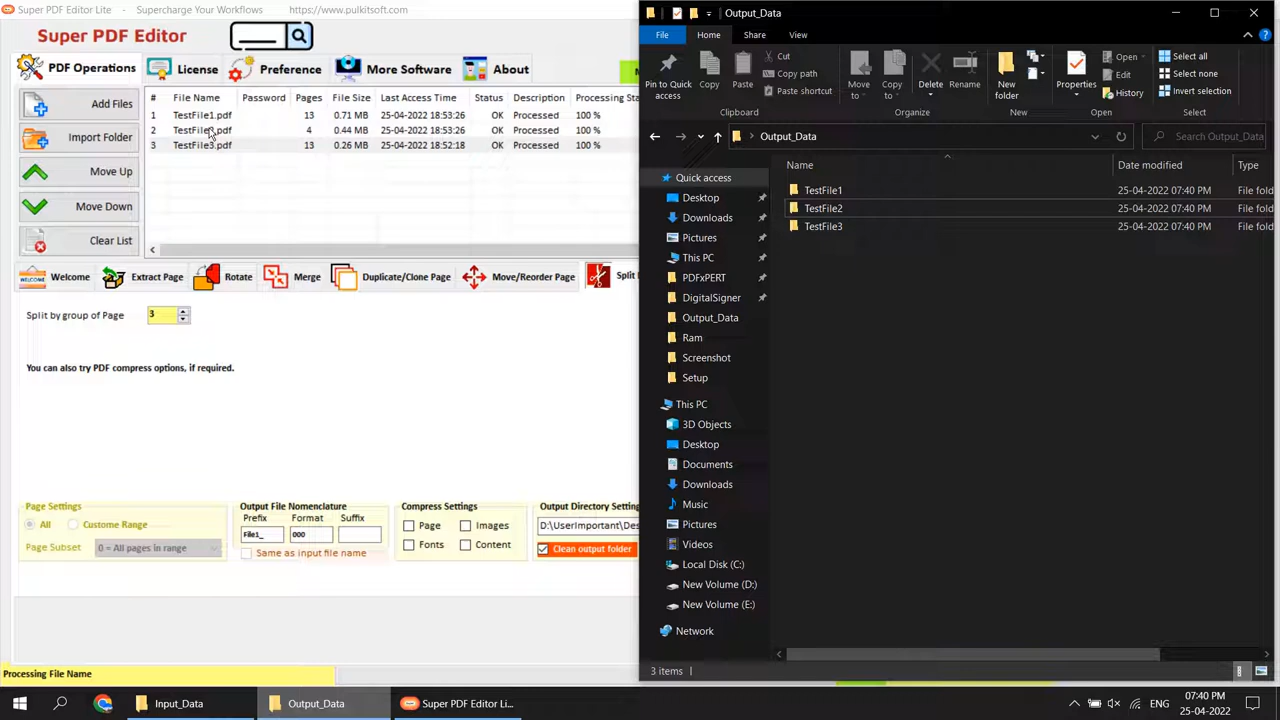 Super PDF Editor Lite - Supercharge Your Workflows https://www.pulkitsoft.com
Super PDF Editor
PDF Operations License Preference More Software About
Add Files
Import Folder
Move Up
Move Down
Clear List
# File Name Password Pages File Size Last Access Time Status Description Processing Sta
1 TestFile1.pdf 13 0.71 MB 25-04-2022 18:53:26 OK Processed 100 %
2 4 0.44 MB 25-04-2022 18:53:26 OK Processed 100 %
3 TestFile3.pdf 13 0.26 MB 25-04-2022 18:52:18 OK Processed 100 %
Welcome Extract Page Rotate Merge Duplicate/Clone Page Move/Reorder Page Split
Split by group of Page 3
You can also try PDF compress options, if required.
Page Settings
All Custome Range
Page Subset 0 = All pages in range
Output File Nomenclature
Prefix Format Suffix
File1_ 000
Same as input file name
Compress Settings
Page Images
Fonts Content
Output Directory Setting
D:\UserImportant\Des
Clean output folder
Processing File Name
Output_Data
File Home Share View
Pin to Quick access
Copy
Paste
Cut
Copy path
Paste shortcut
Clipboard
Move to
Copy to
Delete
Rename
Organize
New folder
New
Properties
Open
Edit
History
Open
Select all
Select none
Invert selection
Select
Output_Data
Search Output_Data
Name Date modified Type
TestFile1 25-04-2022 07:40 PM File fold
TestFile2 25-04-2022 07:40 PM File fold
TestFile3 25-04-2022 07:40 PM File fold
Quick access
Desktop
Downloads
Pictures
This PC
PDFxPERT
DigitalSigner
Output_Data
Ram
Screenshot
Setup
This PC
3D Objects
Desktop
Documents
Downloads
Music
Pictures
Videos
Local Disk (C:)
New Volume (D:)
New Volume (E:)
Network
3 items
Input_Data Output_Data Super PDF Editor Li...
ENG
07:40 PM
25-04-2022